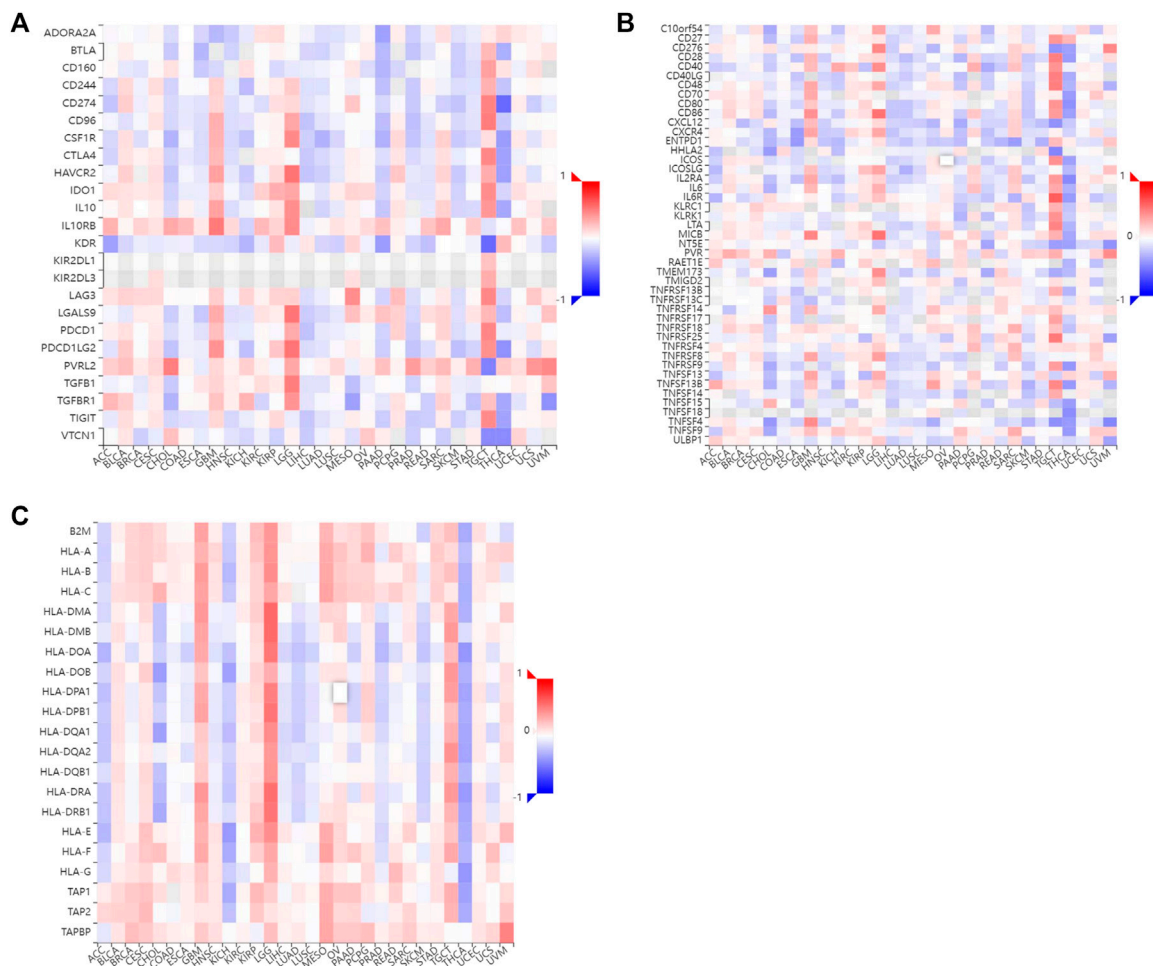 A
ADORA2A
BTLA
CD160
CD244
CD274
CD96
CSF1R
CTLA4
HAVCR2
IDO1
IL10
IL10RB
KDR
KIR2DL1
KIR2DL3
LAG3
LGALS9
PDCD1
PDCD1LG2
PVRL2
TGFB1
TGFBR1
TIGIT
VTCN1
ACC BLCA BRCA CESC CHOL COAD ESCA GBM HNSC KICH KIRC KIRP LGG LIHC LUAD LUSC MESO OV PAAD PCPG PRAD READ SARC SKCM STAD TGCT THCA UCEC UCS UVM
1
0
-1
B
C10orf54
CD27
CD276
CD28
CD40
CD40LG
CD48
CD70
CD80
CD86
CXCL12
CXCR4
ENTPD1
HHLA2
ICOS
ICOSLG
IL2RA
IL6
IL6R
KLRC1
KLRK1
LTA
MICB
NT5E
PVR
RAET1E
TMEM173
TMIGD2
TNFRSF13B
TNFRSF13C
TNFRSF14
TNFRSF17
TNFRSF18
TNFRSF25
TNFRSF4
TNFRSF8
TNFRSF9
TNFSF13
TNFSF13B
TNFSF14
TNFSF15
TNFSF18
TNFSF4
TNFSF9
ULBP1
ACC BLCA BRCA CESC CHOL COAD ESCA GBM HNSC KICH KIRC KIRP LGG LIHC LUAD LUSC MESO OV PAAD PCPG PRAD READ SARC SKCM STAD TGCT THCA UCEC UCS UVM
1
0
-1
C
B2M
HLA-A
HLA-B
HLA-C
HLA-DMA
HLA-DMB
HLA-DOA
HLA-DOB
HLA-DPA1
HLA-DPB1
HLA-DQA1
HLA-DQA2
HLA-DQB1
HLA-DRA
HLA-DRB1
HLA-E
HLA-F
HLA-G
TAP1
TAP2
TAPBP
ACC BLCA BRCA CESC CHOL COAD ESCA GBM HNSC KICH KIRC KIRP LGG LIHC LUAD LUSC MESO OV PAAD PCPG PRAD READ SARC SKCM STAD TGCT THCA UCEC UCS UVM
1
0
-1